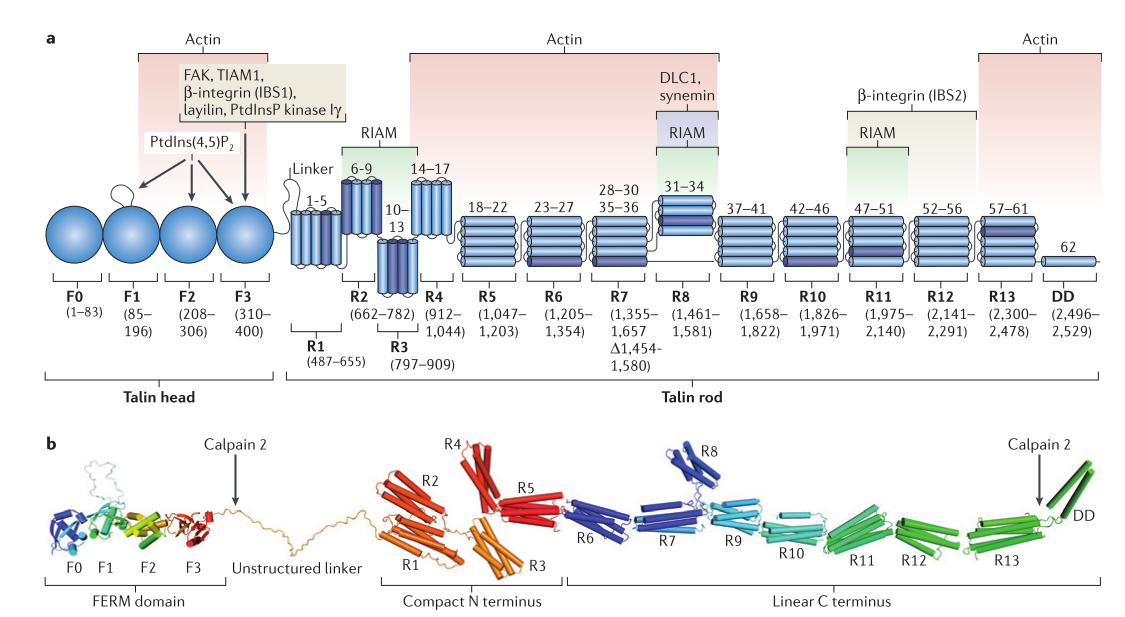 a
Actin
Actin
Actin
FAK, TIAM1,
β-integrin (IBS1),
layilin, PtdInsP kinase Iγ
DLC1,
synemin
β-integrin (IBS2)
PtdIns(4,5)P2
RIAM
RIAM
RIAM
Linker
1-5
6-9
10–
13
14–17
18–22
23–27
28–30
35–36
31–34
37–41
42–46
47–51
52–56
57–61
62
F0
(1–83)
F1
(85–
196)
F2
(208–
306)
F3
(310–
400)
R1
(487–655)
R2
(662–782)
R3
(797–909)
R4
(912–
1,044)
R5
(1,047–
1,203)
R6
(1,205–
1,354)
R7
(1,355–
1,657
Δ1,454-
1,580)
R8
(1,461–
1,581)
R9
(1,658–
1,822)
R10
(1,826–
1,971)
R11
(1,975–
2,140)
R12
(2,141–
2,291)
R13
(2,300–
2,478)
DD
(2,496–
2,529)
Talin head
Talin rod
b
Calpain 2
Calpain 2
F0
F1
F2
F3
Unstructured linker
R1
R2
R3
R4
R5
R6
R7
R8
R9
R10
R11
R12
R13
DD
FERM domain
Compact N terminus
Linear C terminus